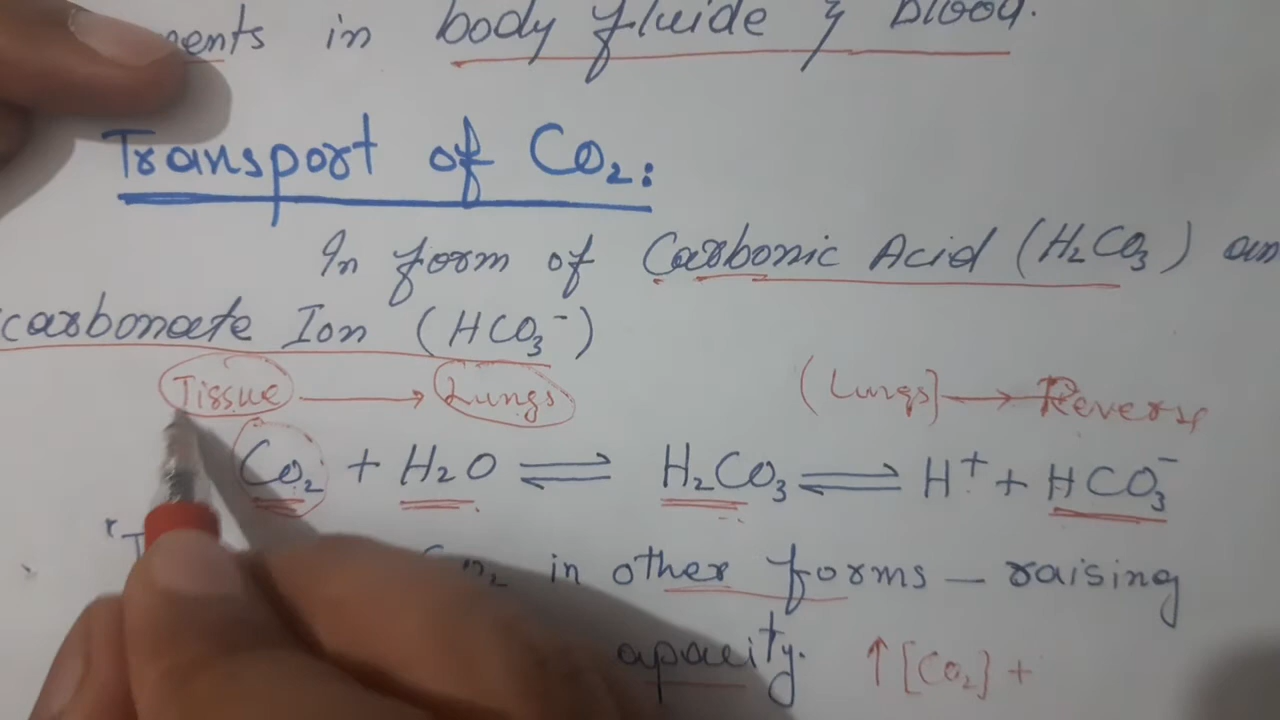 ents in body fluide & Blood.
Transport of CO₂:
In form of Carbonic Acid (H₂CO₃) an
carbonate Ion (HCO₃⁻)
Tissue → Lungs (Lungs] → Reverse
CO₂ + H₂O ⇌ H₂CO₃ ⇌ H⁺ + HCO₃⁻
in other forms – raising
apacity. ↑ [CO₂] +